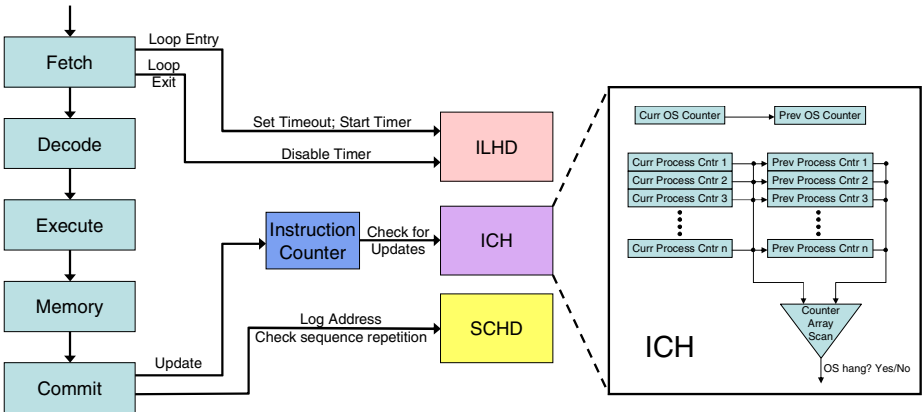 Fetch
Decode
Execute
Memory
Commit
Loop Entry
Loop
Exit
Set Timeout; Start Timer
Disable Timer
ILHD
Instruction
Counter
Check for
Updates
ICH
Update
Log Address
Check sequence repetition
SCHD
Curr OS Counter
Prev OS Counter
Curr Process Cntr 1
Prev Process Cntr 1
Curr Process Cntr 2
Prev Process Cntr 2
Curr Process Cntr 3
Prev Process Cntr 3
Curr Process Cntr n
Prev Process Cntr n
Counter
Array
Scan
ICH
OS hang? Yes/No